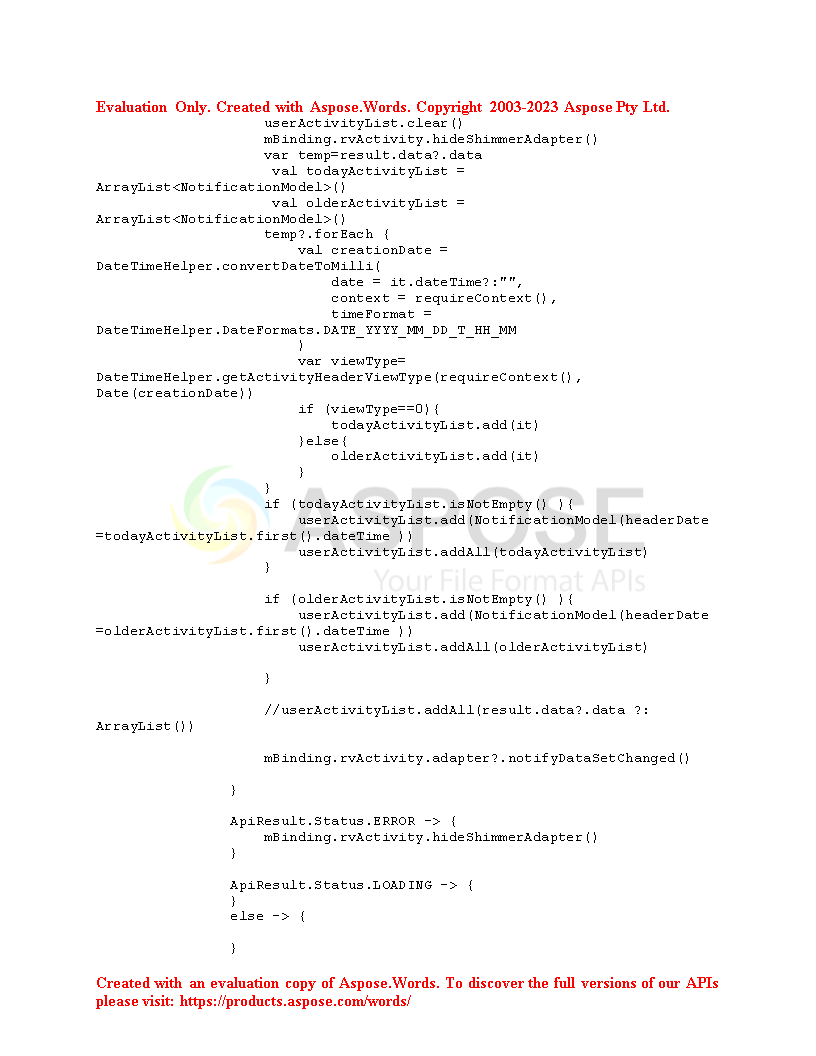 Evaluation Only. Created with Aspose.Words. Copyright 2003-2023 Aspose Pty Ltd.
userActivityList.clear()
mBinding.rvActivity.hideShimmerAdapter()
var temp=result.data?.data
val todayActivityList =
ArrayList<NotificationModel>()
val olderActivityList =
ArrayList<NotificationModel>()
temp?.forEach {
val creationDate =
DateTimeHelper.convertDateToMilli(
date = it.dateTime?:"",
context = requireContext(),
timeFormat =
DateTimeHelper.DateFormats.DATE_YYYY_MM_DD_T_HH_MM
)
var viewType=
DateTimeHelper.getActivityHeaderViewType(requireContext(),
Date(creationDate))
if (viewType==0){
todayActivityList.add(it)
}else{
olderActivityList.add(it)
}
}
if (todayActivityList.isNotEmpty() ){
userActivityList.add(NotificationModel(headerDate
=todayActivityList.first().dateTime ))
userActivityList.addAll(todayActivityList)
}
ASPOSE
Your File Format APIs
if (olderActivityList.isNotEmpty() ){
userActivityList.add(NotificationModel(headerDate
=olderActivityList.first().dateTime ))
userActivityList.addAll(olderActivityList)
}
//userActivityList.addAll(result.data?.data ?:
ArrayList())
mBinding.rvActivity.adapter?.notifyDataSetChanged()
}
ApiResult.Status.ERROR -> {
mBinding.rvActivity.hideShimmerAdapter()
}
ApiResult.Status.LOADING -> {
}
else -> {
}
Created with an evaluation copy of Aspose.Words. To discover the full versions of our APIs
please visit: https://products.aspose.com/words/